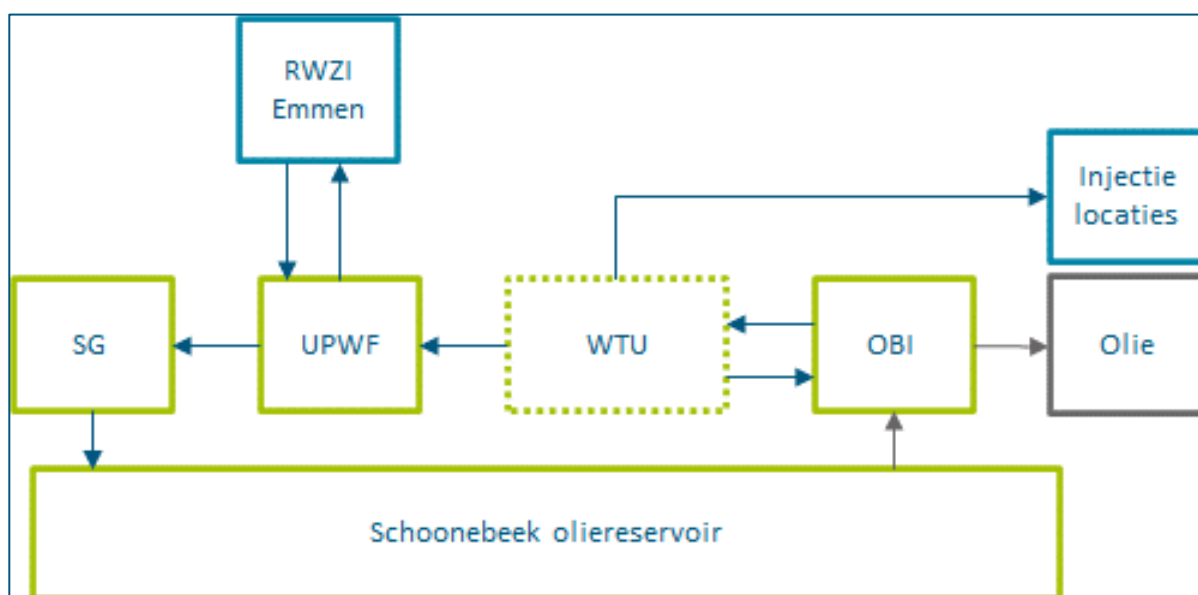 RWZI
Emmen
Injectie
locaties
SG
UPWF
WTU
OBI
Olie
Schoonebeek oliereservoir